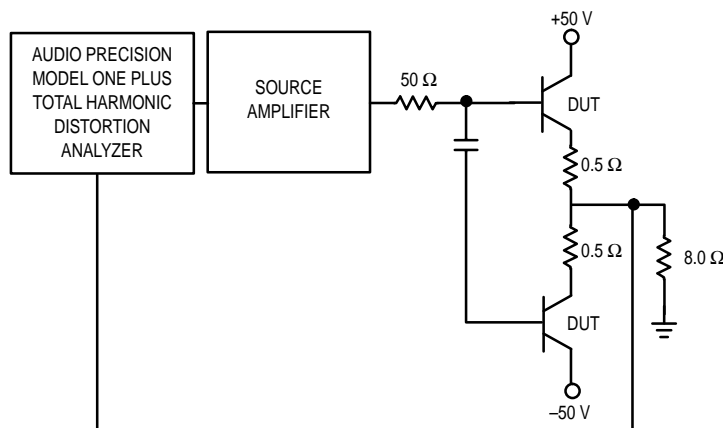 +50 V
AUDIO PRECISION
MODEL ONE PLUS
TOTAL HARMONIC
DISTORTION
ANALYZER
SOURCE
AMPLIFIER
50 Ω
DUT
0.5 Ω
0.5 Ω
8.0 Ω
DUT
–50 V